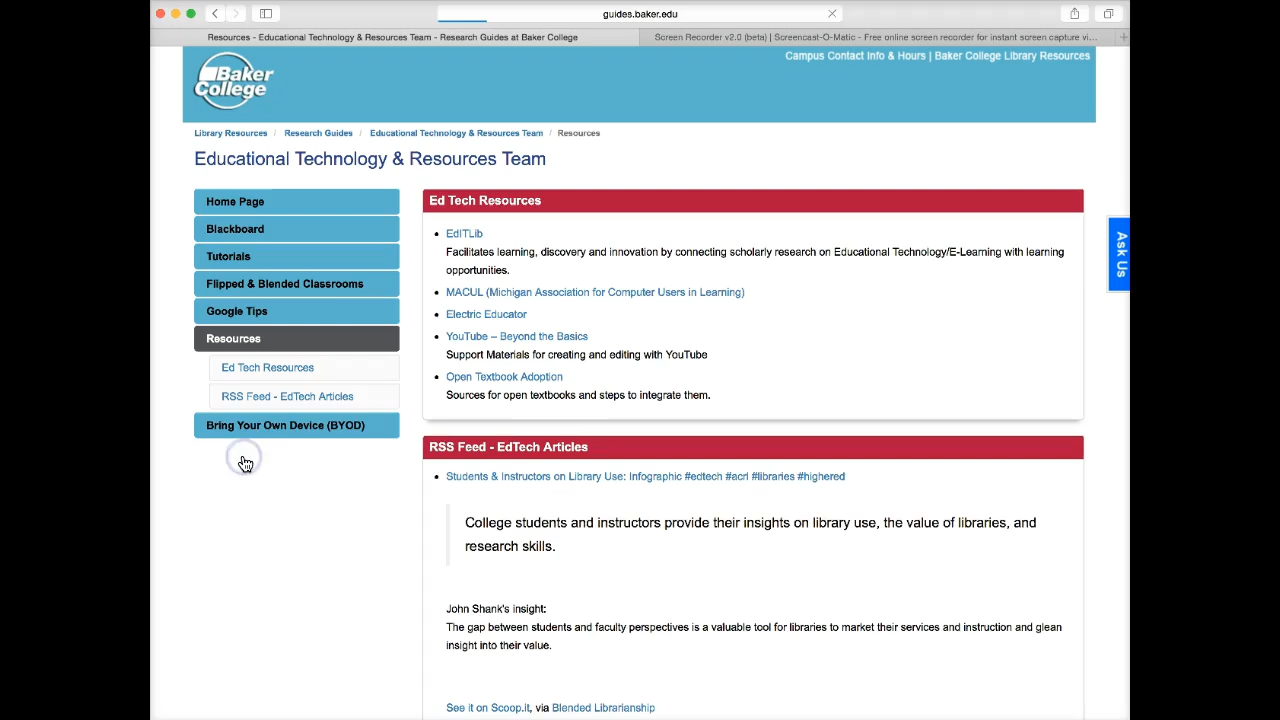 guides.baker.edu
Resources - Educational Technology & Resources Team - Research Guides at Baker College
Screen Recorder v2.0 (beta) | Screencast-O-Matic - Free online screen recorder for instant screen capture vi...
Baker
College
Campus Contact Info & Hours | Baker College Library Resources
Library Resources / Research Guides / Educational Technology & Resources Team / Resources
Educational Technology & Resources Team
Home Page
Blackboard
Tutorials
Flipped & Blended Classrooms
Google Tips
Resources
Ed Tech Resources
RSS Feed - EdTech Articles
Bring Your Own Device (BYOD)
Ed Tech Resources
EdITLib
Facilitates learning, discovery and innovation by connecting scholarly research on Educational Technology/E-Learning with learning
opportunities.
MACUL (Michigan Association for Computer Users in Learning)
Electric Educator
YouTube – Beyond the Basics
Support Materials for creating and editing with YouTube
Open Textbook Adoption
Sources for open textbooks and steps to integrate them.
RSS Feed - EdTech Articles
Students & Instructors on Library Use: Infographic #edtech #acrl #libraries #highered
College students and instructors provide their insights on library use, the value of libraries, and
research skills.
John Shank's insight:
The gap between students and faculty perspectives is a valuable tool for libraries to market their services and instruction and glean
insight into their value.
See it on Scoop.it, via Blended Librarianship
Ask Us